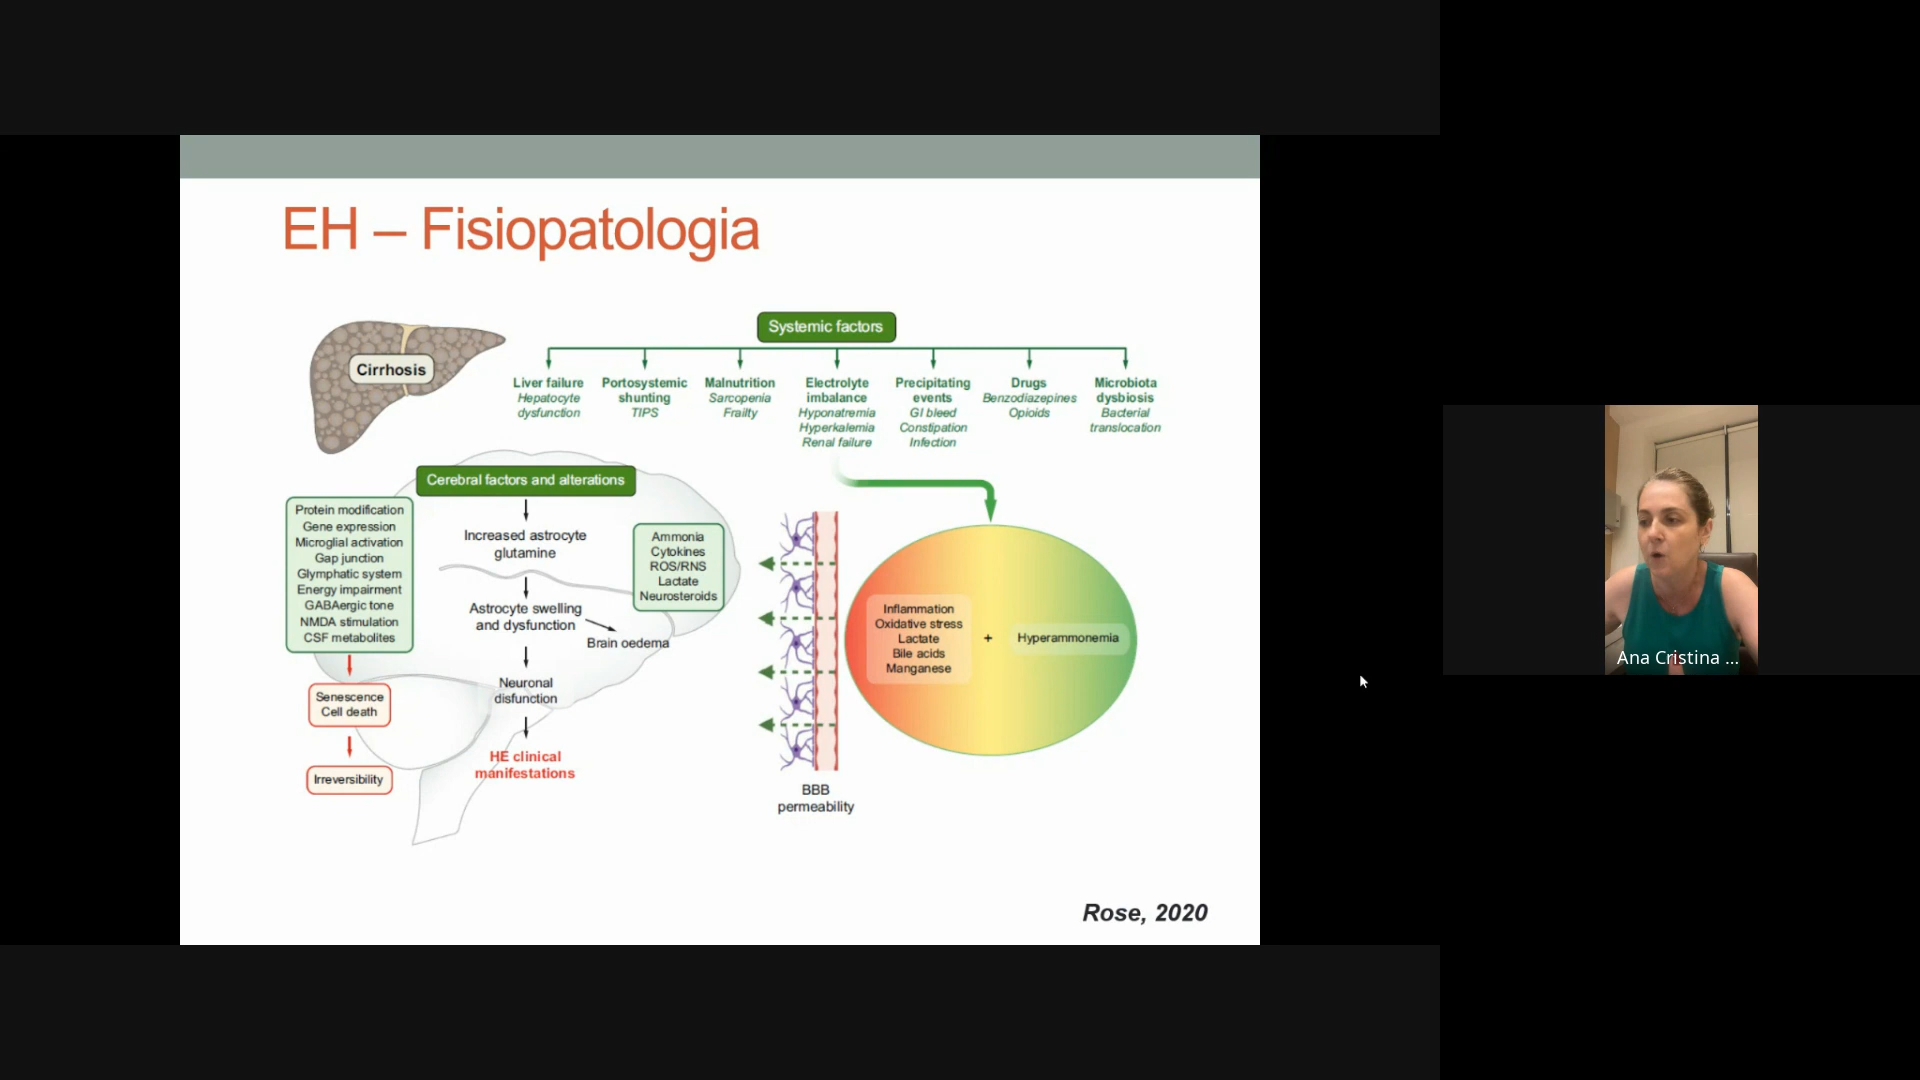 EH – Fisiopatologia
Cirrhosis
Systemic factors
Liver failure
Hepatocyte
dysfunction
Portosystemic
shunting
TIPS
Malnutrition
Sarcopenia
Frailty
Electrolyte
imbalance
Hyponatremia
Hyperkalemia
Renal failure
Precipitating
events
GI bleed
Constipation
Infection
Drugs
Benzodiazepines
Opioids
Microbiota
dysbiosis
Bacterial
translocation
Cerebral factors and alterations
Protein modification
Gene expression
Microglial activation
Gap junction
Glymphatic system
Energy impairment
GABAergic tone
NMDA stimulation
CSF metabolites
Senescence
Cell death
Irreversibility
Increased astrocyte
glutamine
Astrocyte swelling
and dysfunction
Brain oedema
Neuronal
disfunction
HE clinical
manifestations
Ammonia
Cytokines
ROS/RNS
Lactate
Neurosteroids
BBB
permeability
Inflammation
Oxidative stress
Lactate
Bile acids
Manganese
+
Hyperammonemia
Rose, 2020
Ana Cristina ...